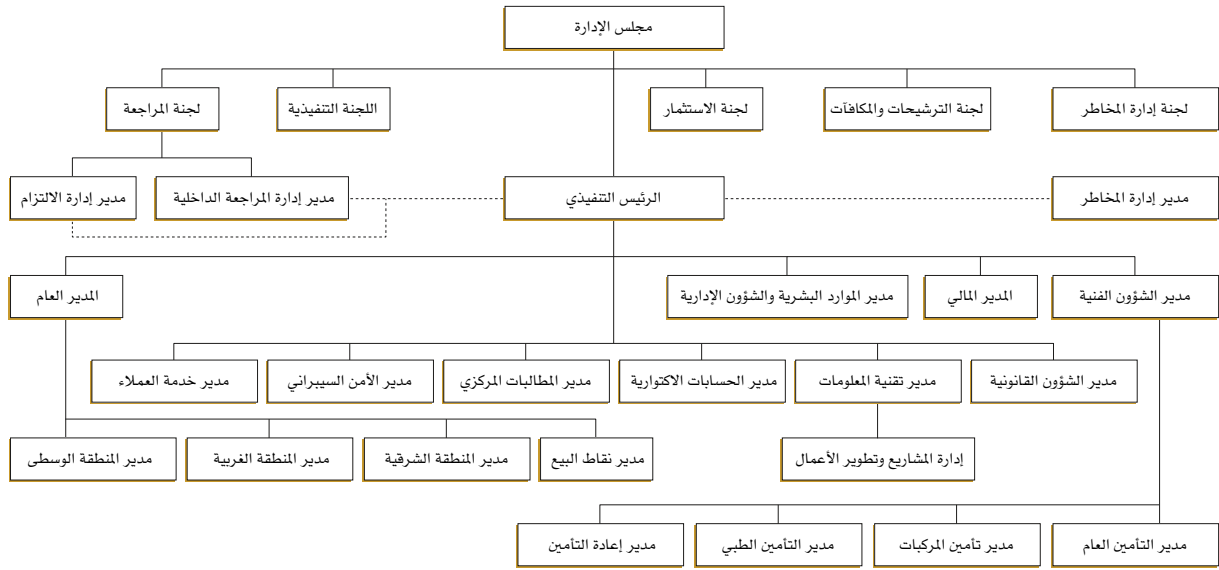 مجلس الإدارة
لجنة إدارة المخاطر
لجنة الترشيحات والمكافآت
لجنة الاستثمار
اللجنة التنفيذية
لجنة المراجعة
مدير إدارة المخاطر
الرئيس التنفيذي
مدير إدارة المراجعة الداخلية
مدير إدارة الالتزام
مدير الشؤون الفنية
المدير المالي
مدير الموارد البشرية والشؤون الإدارية
المدير العام
مدير الشؤون القانونية
مدير تقنية المعلومات
مدير الحسابات الاكتوارية
مدير المطالبات المركزي
مدير الأمن السيبراني
مدير خدمة العملاء
إدارة المشاريع وتطوير الأعمال
مدير نقاط البيع
مدير المنطقة الشرقية
مدير المنطقة الغربية
مدير المنطقة الوسطى
مدير التأمين العام
مدير تأمين المركبات
مدير التأمين الطبي
مدير إعادة التأمين